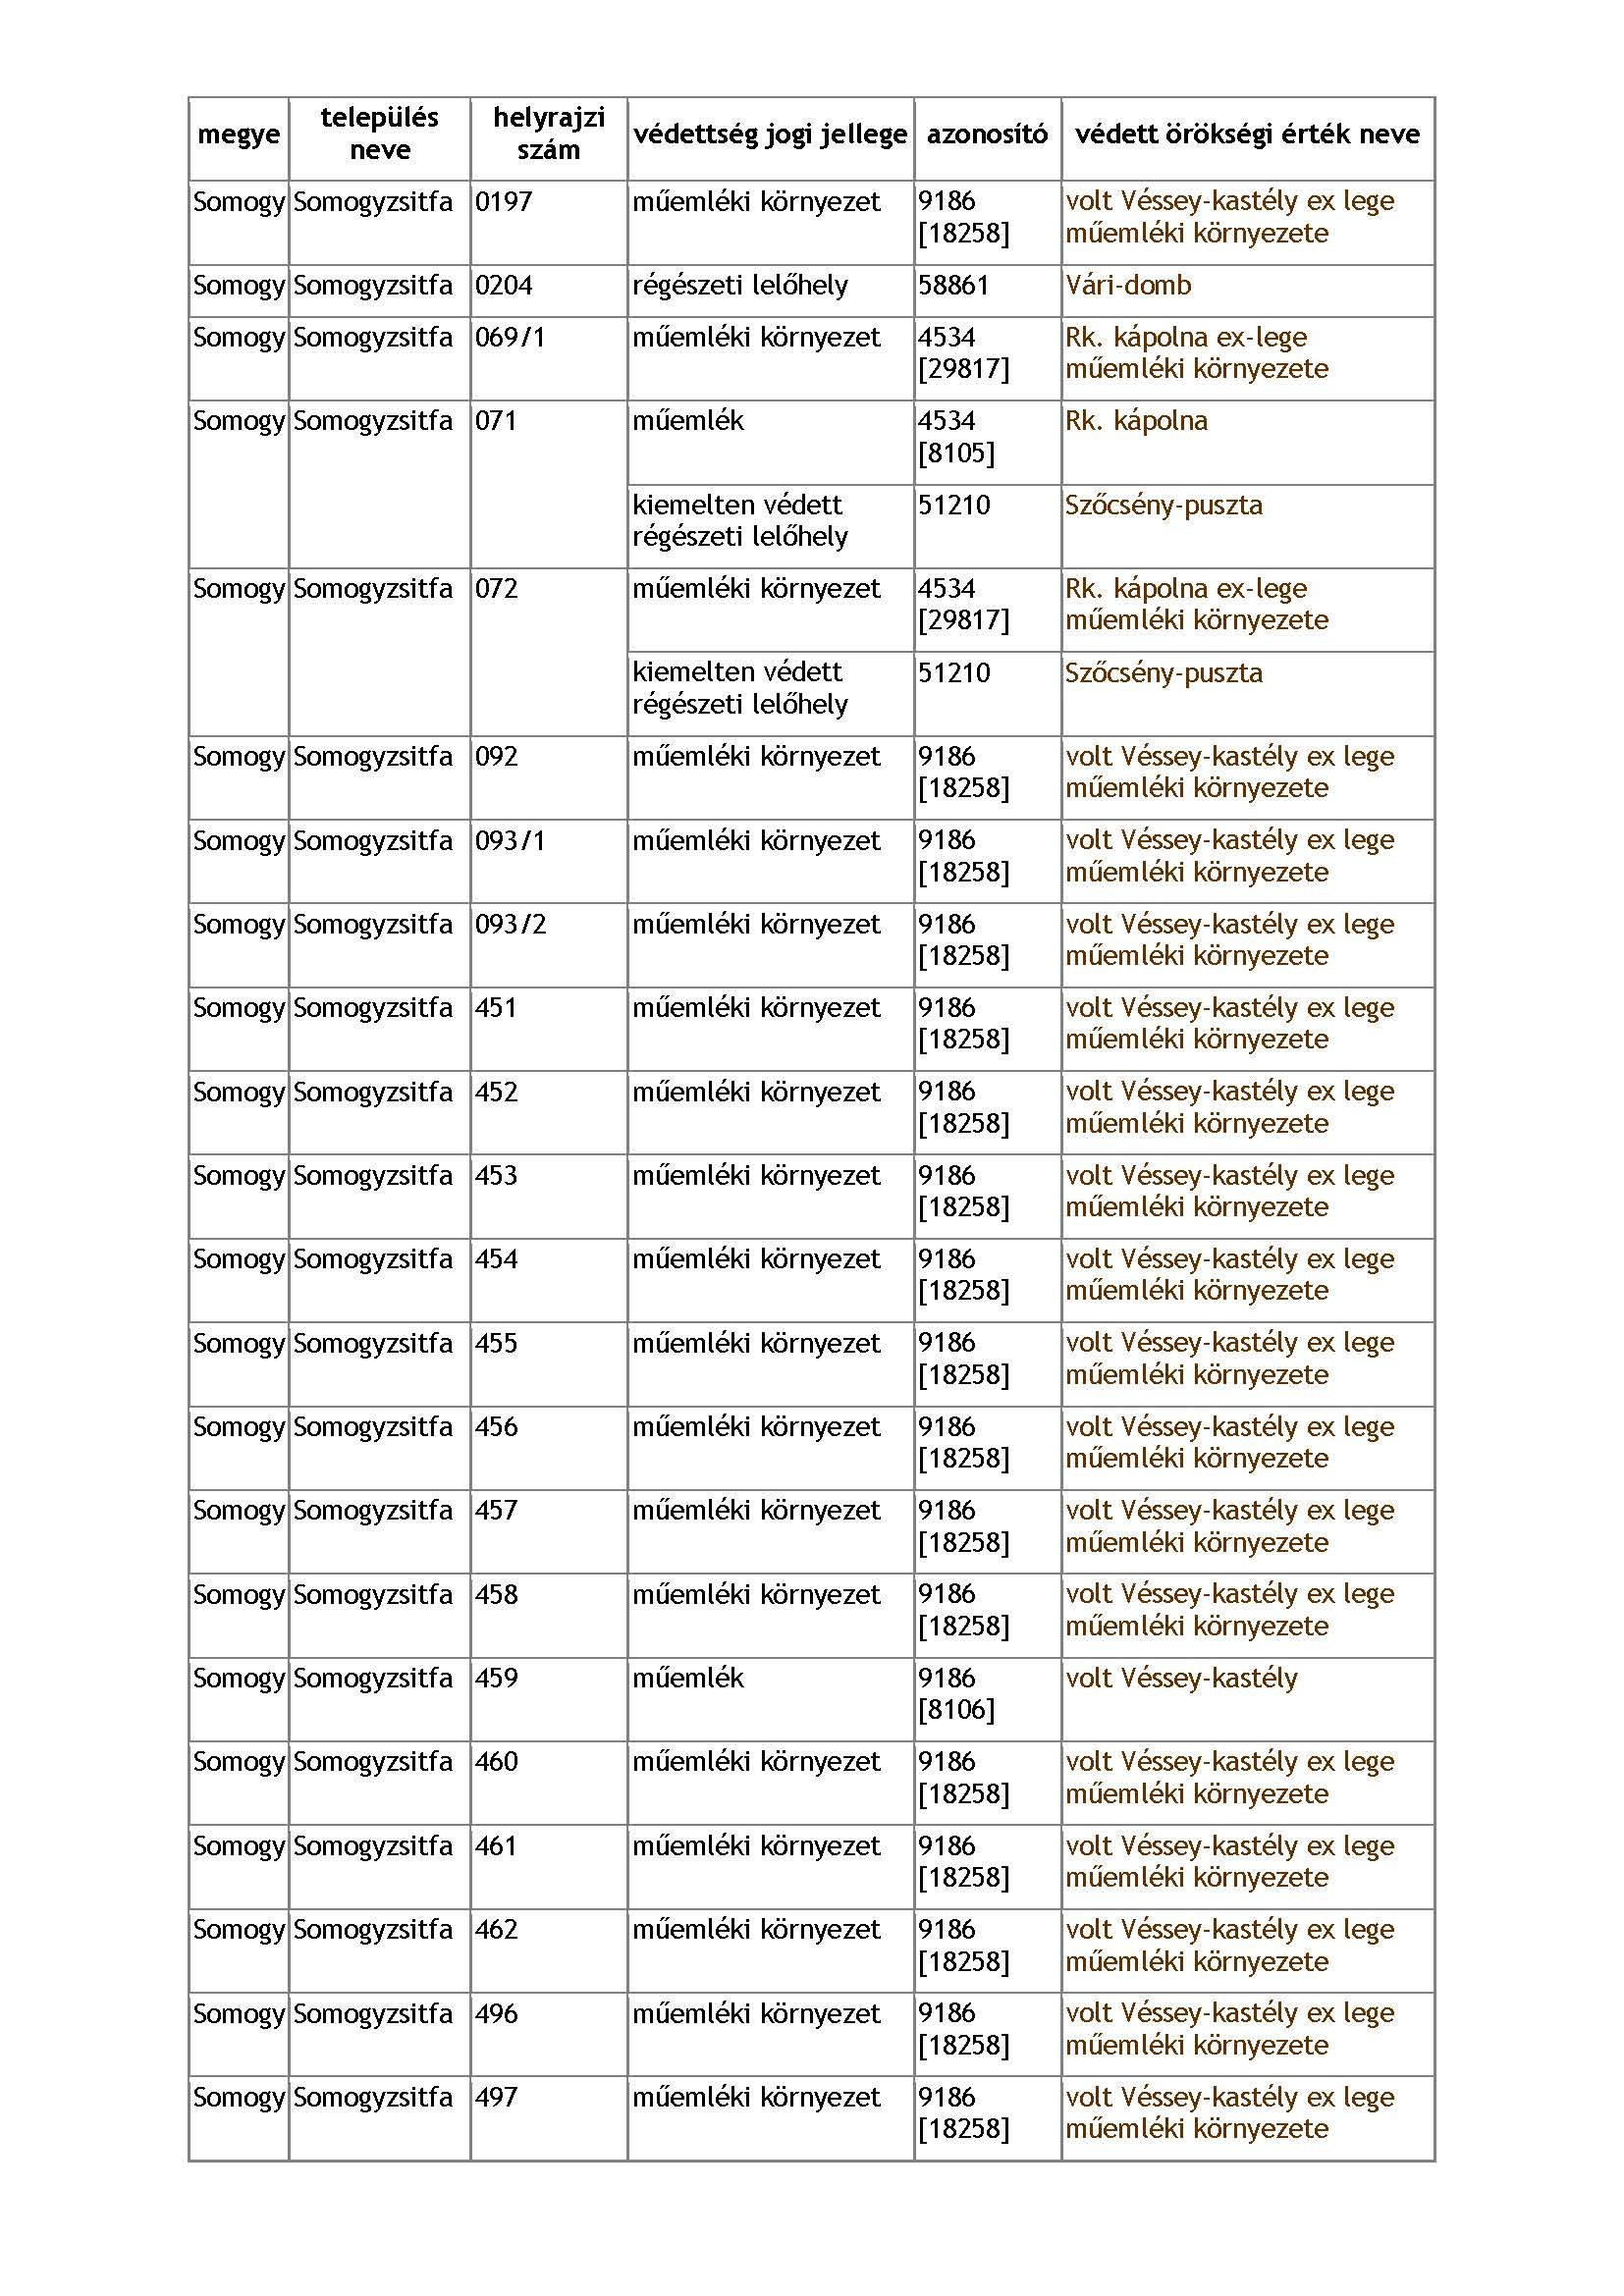 megye település neve helyrajzi szám védettség jogi jellege azonosító védett örökségi érték neve
Somogy Somogyzsitfa 0197 műemléki környezet 9186 volt Véssey-kastély ex lege
[18258] műemléki környezete
Somogy Somogyzsitfa 0204 régészeti lelőhely 58861 Vári-domb
Somogy Somogyzsitfa 069/1 műemléki környezet 4534 Rk. kápolna ex-lege
[29817] műemléki környezete
Somogy Somogyzsitfa 071 műemlék 4534 Rk. kápolna
[8105]
kiemelten védett 51210 Szőcsény-puszta
régészeti lelőhely
Somogy Somogyzsitfa 072 műemléki környezet 4534 Rk. kápolna ex-lege
[29817] műemléki környezete
kiemelten védett 51210 Szőcsény-puszta
régészeti lelőhely
Somogy Somogyzsitfa 092 műemléki környezet 9186 volt Véssey-kastély ex lege
[18258] műemléki környezete
Somogy Somogyzsitfa 093/1 műemléki környezet 9186 volt Véssey-kastély ex lege
[18258] műemléki környezete
Somogy Somogyzsitfa 093/2 műemléki környezet 9186 volt Véssey-kastély ex lege
[18258] műemléki környezete
Somogy Somogyzsitfa 451 műemléki környezet 9186 volt Véssey-kastély ex lege
[18258] műemléki környezete
Somogy Somogyzsitfa 452 műemléki környezet 9186 volt Véssey-kastély ex lege
[18258] műemléki környezete
Somogy Somogyzsitfa 453 műemléki környezet 9186 volt Véssey-kastély ex lege
[18258] műemléki környezete
Somogy Somogyzsitfa 454 műemléki környezet 9186 volt Véssey-kastély ex lege
[18258] műemléki környezete
Somogy Somogyzsitfa 455 műemléki környezet 9186 volt Véssey-kastély ex lege
[18258] műemléki környezete
Somogy Somogyzsitfa 456 műemléki környezet 9186 volt Véssey-kastély ex lege
[18258] műemléki környezete
Somogy Somogyzsitfa 457 műemléki környezet 9186 volt Véssey-kastély ex lege
[18258] műemléki környezete
Somogy Somogyzsitfa 458 műemléki környezet 9186 volt Véssey-kastély ex lege
[18258] műemléki környezete
Somogy Somogyzsitfa 459 műemlék 9186 volt Véssey-kastély
[8106]
Somogy Somogyzsitfa 460 műemléki környezet 9186 volt Véssey-kastély ex lege
[18258] műemléki környezete
Somogy Somogyzsitfa 461 műemléki környezet 9186 volt Véssey-kastély ex lege
[18258] műemléki környezete
Somogy Somogyzsitfa 462 műemléki környezet 9186 volt Véssey-kastély ex lege
[18258] műemléki környezete
Somogy Somogyzsitfa 496 műemléki környezet 9186 volt Véssey-kastély ex lege
[18258] műemléki környezete
Somogy Somogyzsitfa 497 műemléki környezet 9186 volt Véssey-kastély ex lege
[18258] műemléki környezete